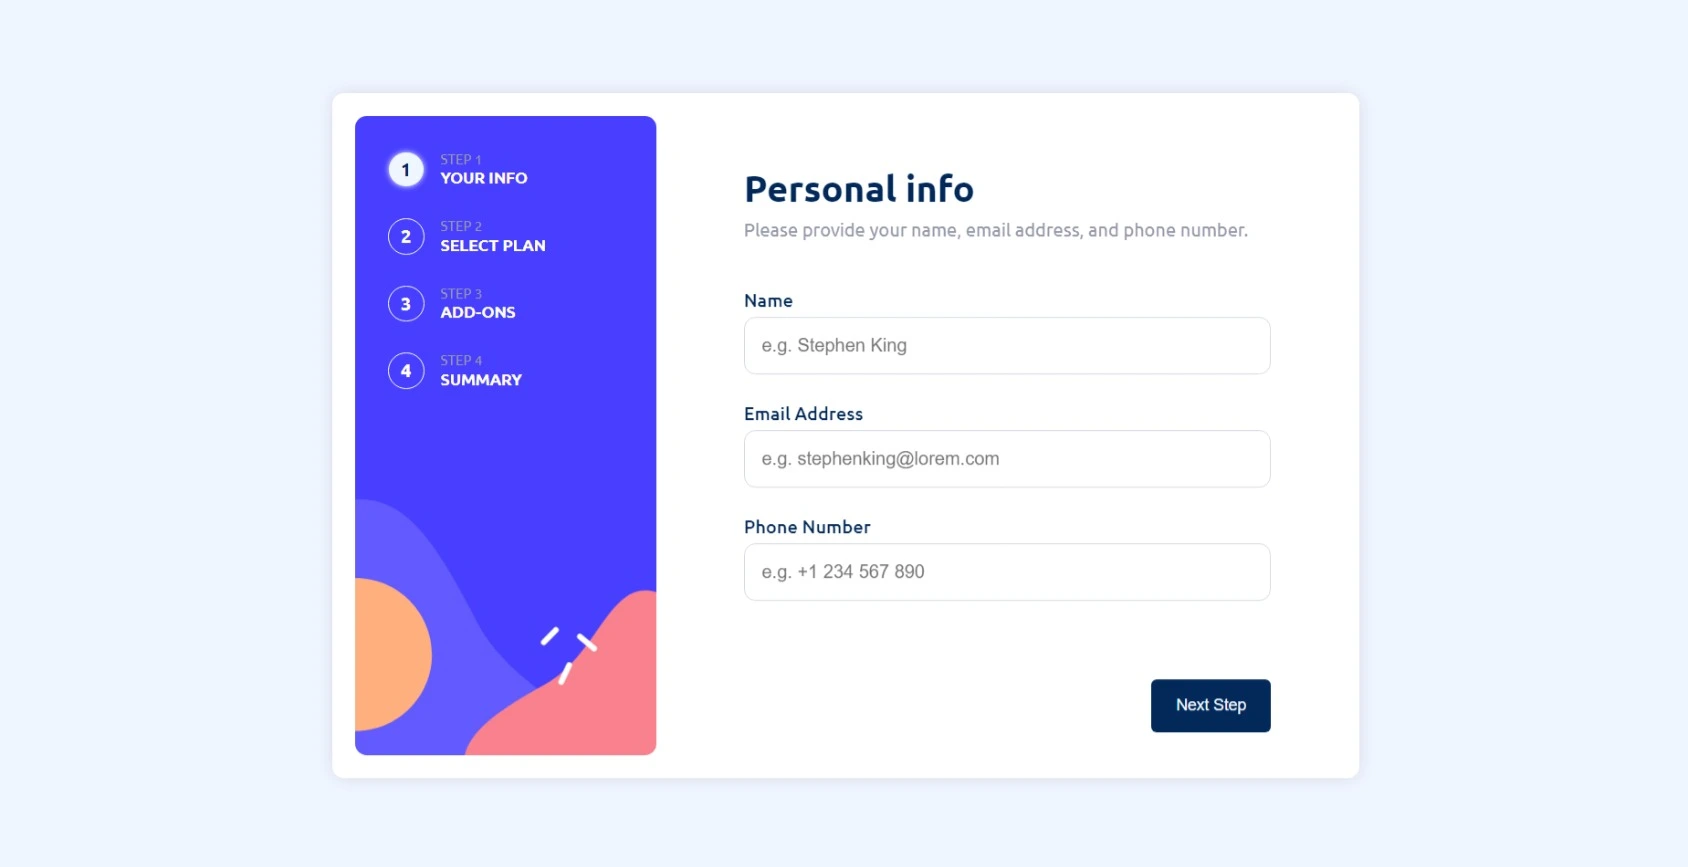 1
STEP 1
YOUR INFO
2
STEP 2
SELECT PLAN
3
STEP 3
ADD-ONS
4
STEP 4
SUMMARY
Personal info
Please provide your name, email address, and phone number.
Name
e.g. Stephen King
Email Address
e.g. stephenking@lorem.com
Phone Number
e.g. +1 234 567 890
Next Step